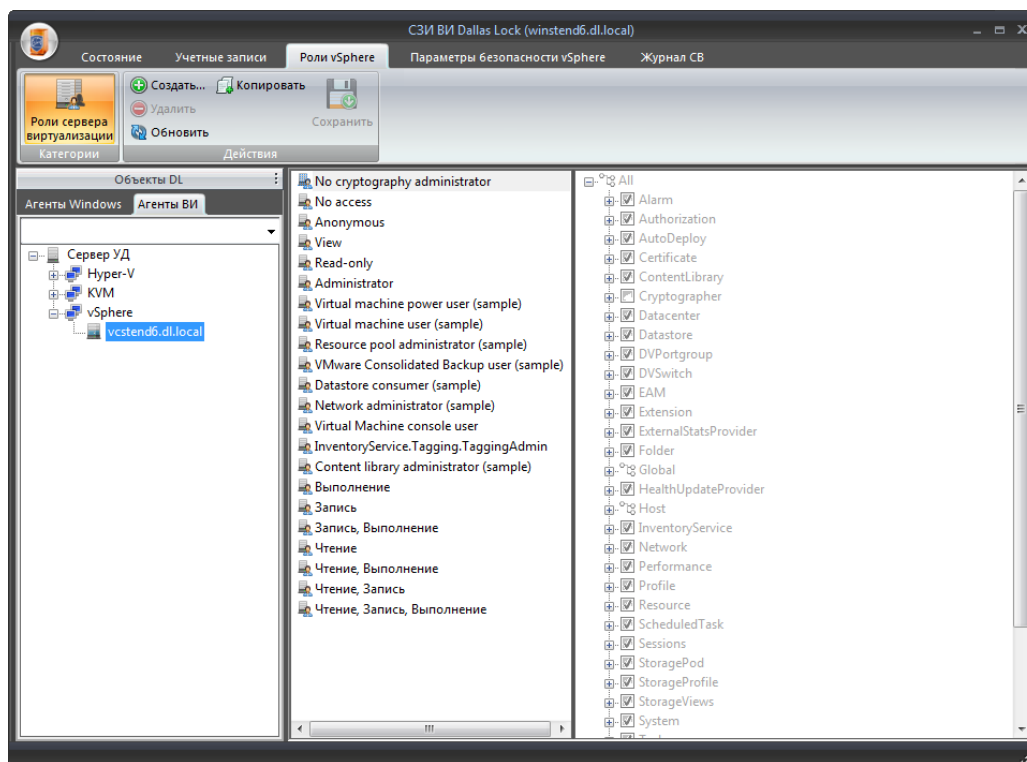 СЗИ ВИ Dallas Lock (winstend6.dl.local)
Состояние Учетные записи Роли vSphere Параметры безопасности vSphere Журнал СВ
Роли сервера виртуализации
Создать... Копировать
Удалить
Обновить
Сохранить
Категории Действия
Объекты DL
Агенты Windows Агенты ВИ
Сервер УД
Hyper-V
KVM
vSphere
vcstend6.dl.local
No cryptography administrator
No access
Anonymous
View
Read-only
Administrator
Virtual machine power user (sample)
Virtual machine user (sample)
Resource pool administrator (sample)
VMware Consolidated Backup user (sample)
Datastore consumer (sample)
Network administrator (sample)
Virtual Machine console user
InventoryService.Tagging.TaggingAdmin
Content library administrator (sample)
Выполнение
Запись
Запись, Выполнение
Чтение
Чтение, Выполнение
Чтение, Запись
Чтение, Запись, Выполнение
All
Alarm
Authorization
AutoDeploy
Certificate
ContentLibrary
Cryptographer
Datacenter
Datastore
DVPortgroup
DVSwitch
EAM
Extension
ExternalStatsProvider
Folder
Global
HealthUpdateProvider
Host
InventoryService
Network
Performance
Profile
Resource
ScheduledTask
Sessions
StoragePod
StorageProfile
StorageViews
System